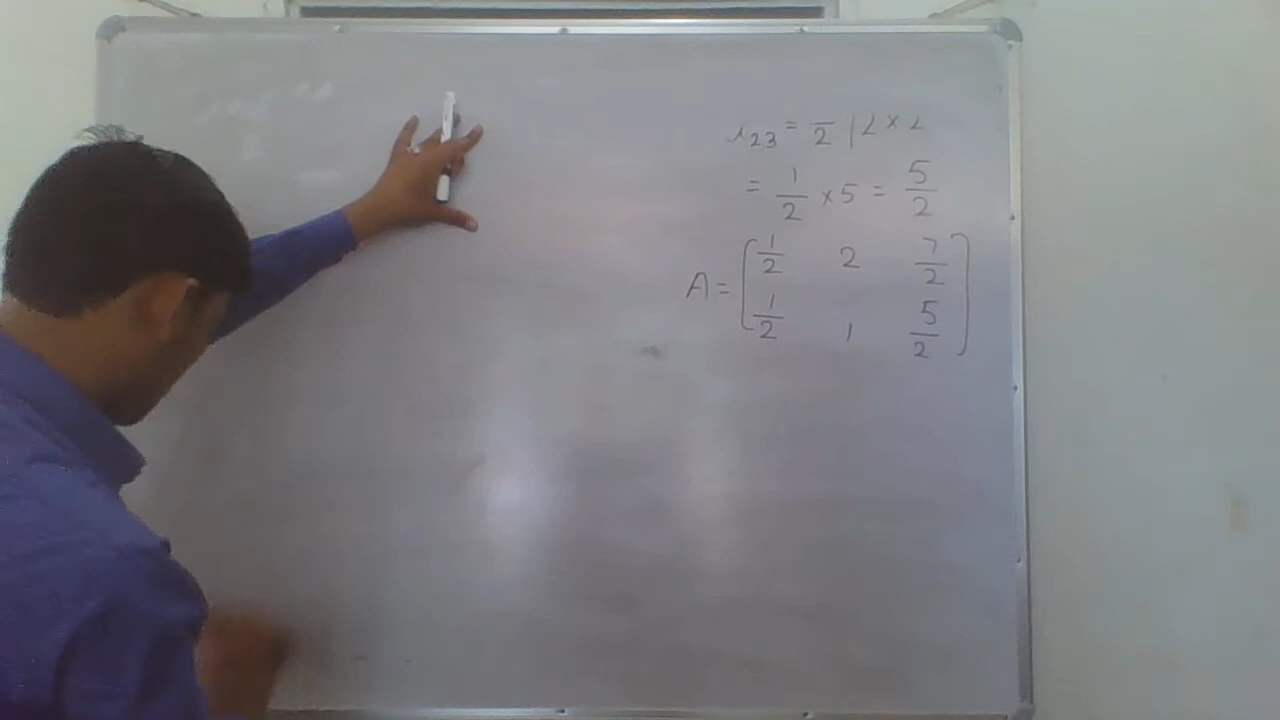 a₂₃ = — 2 | 2 × 2
= 1/2 × 5 = 5/2
A = [ 1/2 2 7/2
1/2 1 5/2 ]